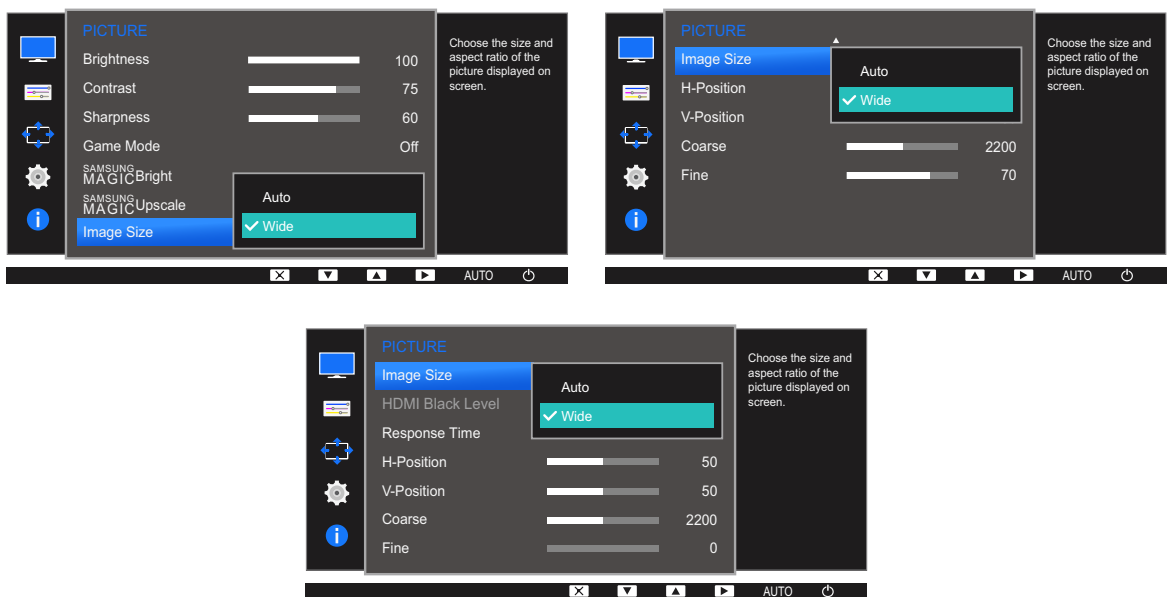 PICTURE
Brightness 100
Contrast 75
Sharpness 60
Game Mode Off
SAMSUNG MAGIC Bright
SAMSUNG MAGIC Upscale
Image Size
Auto
Wide
Choose the size and
aspect ratio of the
picture displayed on
screen.
AUTO
PICTURE
Image Size
H-Position
V-Position
Coarse 2200
Fine 70
Auto
Wide
Choose the size and
aspect ratio of the
picture displayed on
screen.
AUTO
PICTURE
Image Size
HDMI Black Level
Response Time
H-Position 50
V-Position 50
Coarse 2200
Fine 0
Auto
Wide
Choose the size and
aspect ratio of the
picture displayed on
screen.
AUTO